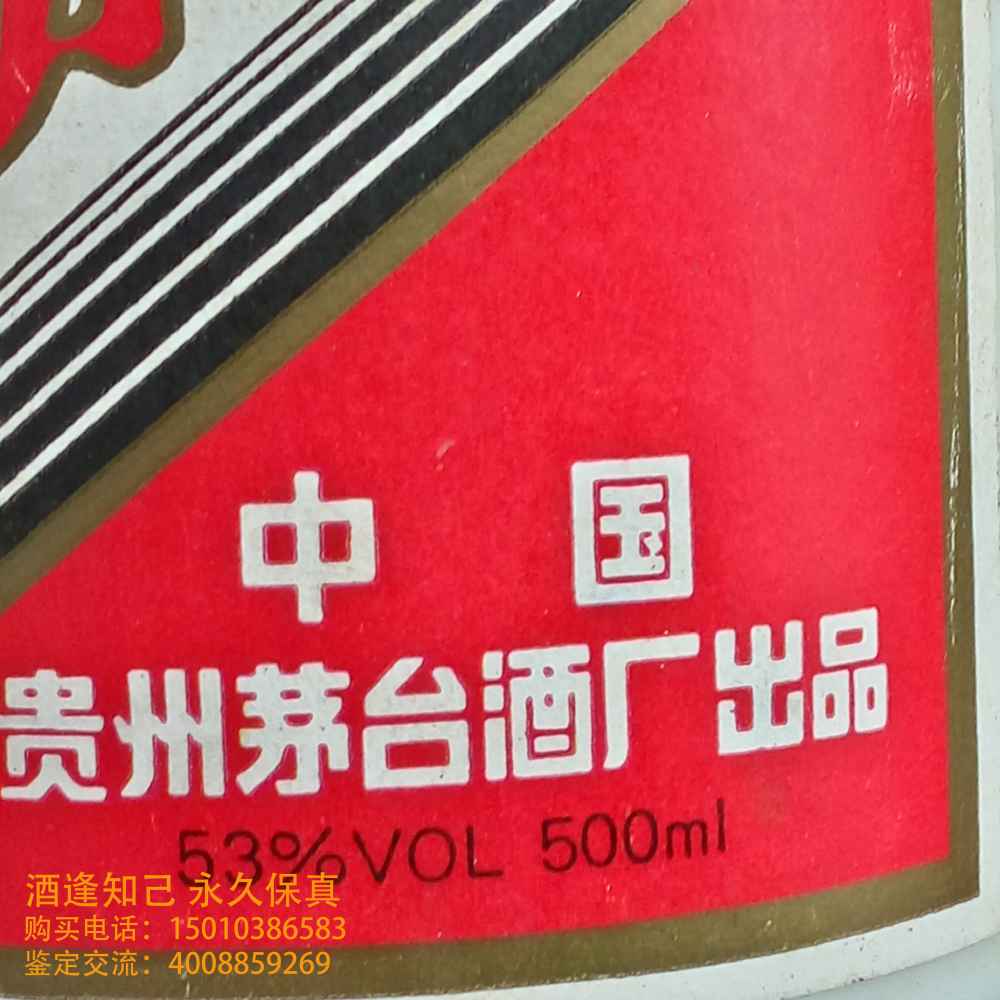 中国
贵州茅台酒厂出品
53%VOL 500ml
酒逢知己 永久保真
购买电话：15010386583
鉴定交流：4008859269